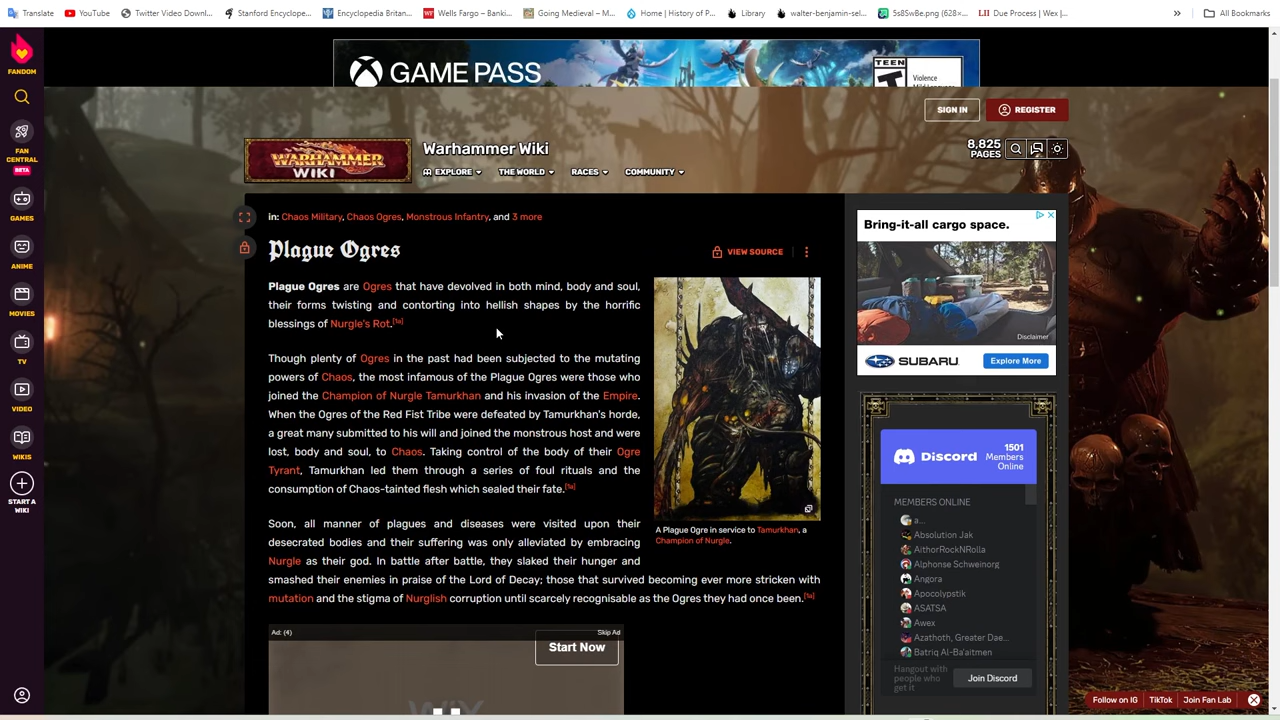 Translate YouTube Twitter Video Downl... Stanford Encyclope... Encyclopedia Britan... Wells Fargo – Banki... Going Medieval – M... Home | History of P... Library walter-benjamin-sel... 5s8SwBe.png (628×... LII Due Process | Wex |... » All Bookmarks
FANDOM
FAN CENTRAL
BETA
GAMES
ANIME
MOVIES
TV
VIDEO
WIKIS
START A WIKI
XBOX GAME PASS
TEEN
T
Violence
SIGN IN REGISTER
WARHAMMER
WIKI
Warhammer Wiki
8,825
PAGES
EXPLORE THE WORLD RACES COMMUNITY
in: Chaos Military, Chaos Ogres, Monstrous Infantry, and 3 more
Plague Ogres
VIEW SOURCE
Plague Ogres are Ogres that have devolved in both mind, body and soul,
their forms twisting and contorting into hellish shapes by the horrific
blessings of Nurgle's Rot.[1a]
Though plenty of Ogres in the past had been subjected to the mutating
powers of Chaos, the most infamous of the Plague Ogres were those who
joined the Champion of Nurgle Tamurkhan and his invasion of the Empire.
When the Ogres of the Red Fist Tribe were defeated by Tamurkhan's horde,
a great many submitted to his will and joined the monstrous host and were
lost, body and soul, to Chaos. Taking control of the body of their Ogre
Tyrant, Tamurkhan led them through a series of foul rituals and the
consumption of Chaos-tainted flesh which sealed their fate.[1a]
A Plague Ogre in service to Tamurkhan, a
Champion of Nurgle.
Soon, all manner of plagues and diseases were visited upon their
desecrated bodies and their suffering was only alleviated by embracing
Nurgle as their god. In battle after battle, they slaked their hunger and
smashed their enemies in praise of the Lord of Decay; those that survived becoming ever more stricken with
mutation and the stigma of Nurglish corruption until scarcely recognisable as the Ogres they had once been.[1a]
Ad: (4) Skip Ad
Start Now
Bring-it-all cargo space.
Disclaimer
SUBARU Explore More
Discord
1501
Members
Online
MEMBERS ONLINE
a...
Absolution Jak
AithorRockNRolla
Alphonse Schweinorg
Angora
Apocolypstik
ASATSA
Awex
Azathoth, Greater Dae...
Batriq Al-Ba'aitmen
Hangout with
people who
get it
Join Discord
Follow on IG TikTok Join Fan Lab